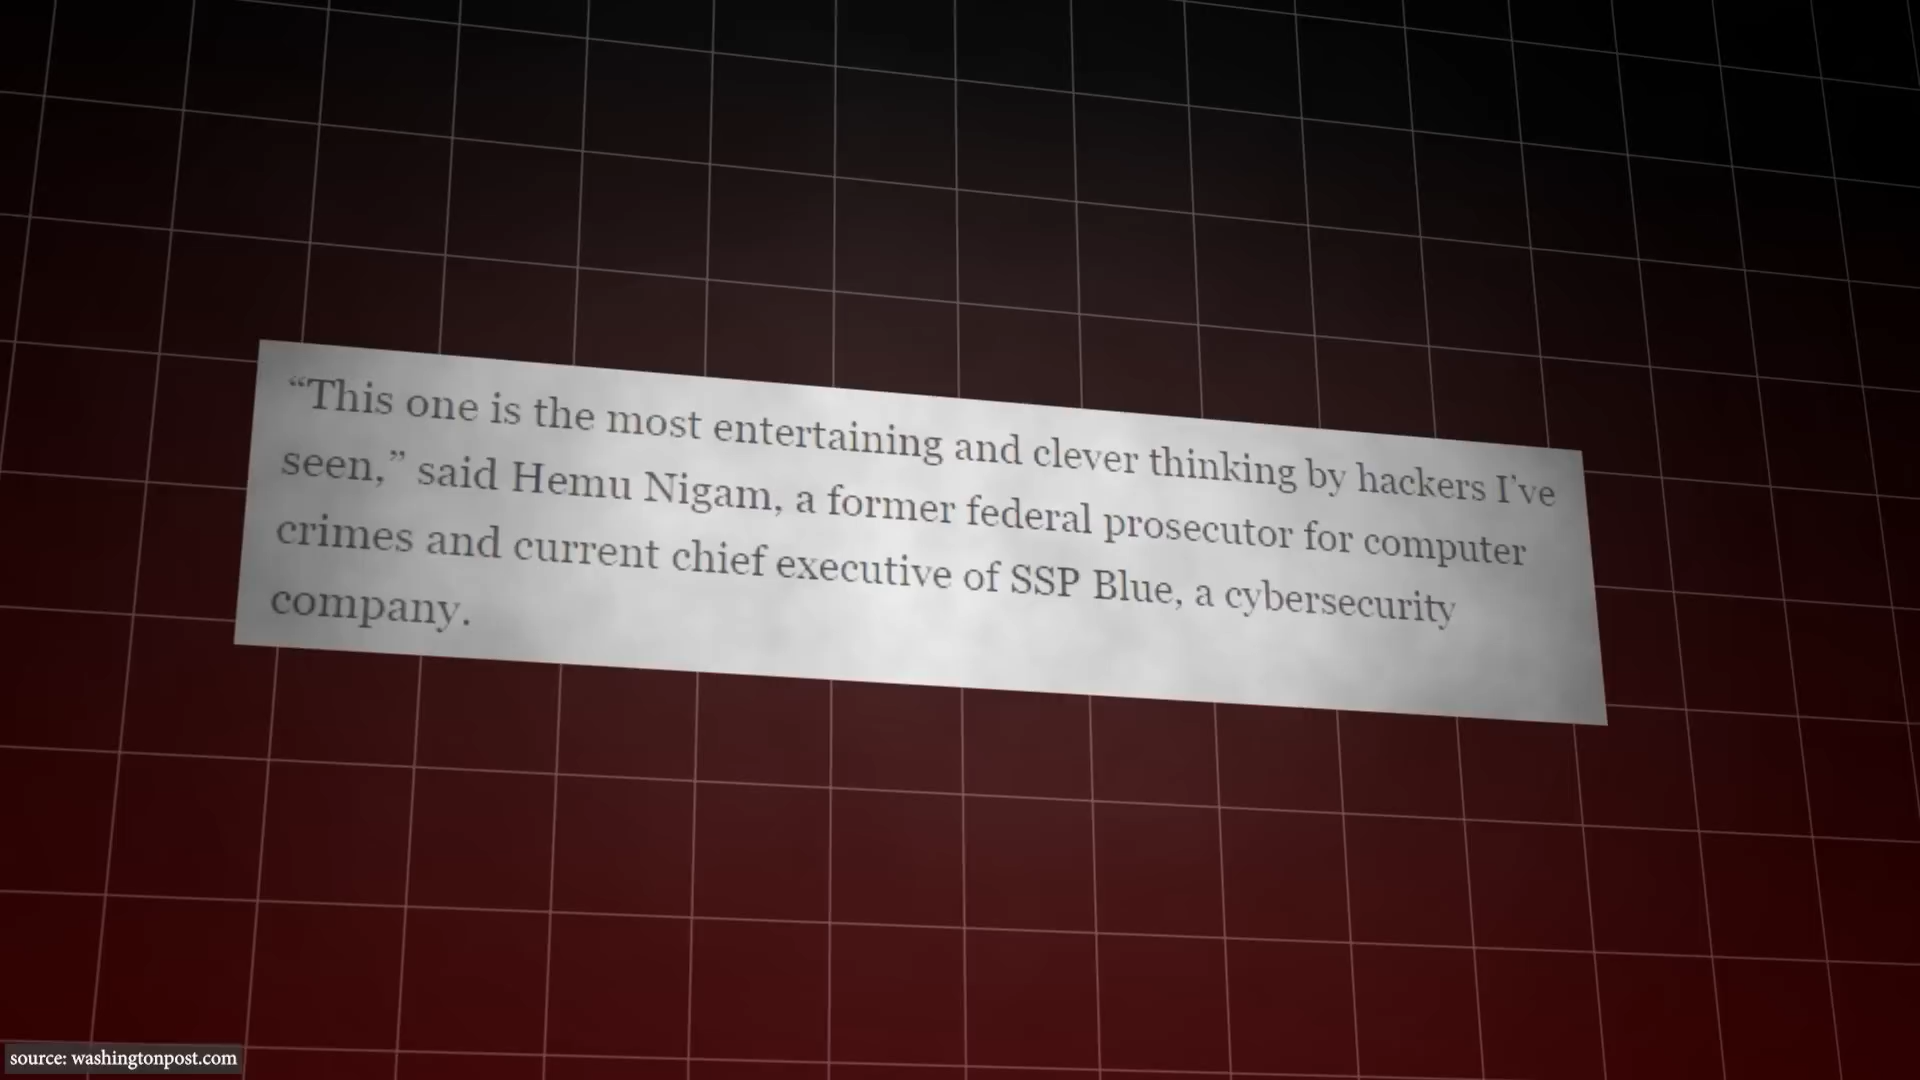 “This one is the most entertaining and clever thinking by hackers I’ve
seen,” said Hemu Nigam, a former federal prosecutor for computer
crimes and current chief executive of SSP Blue, a cybersecurity
company.
source: washingtonpost.com